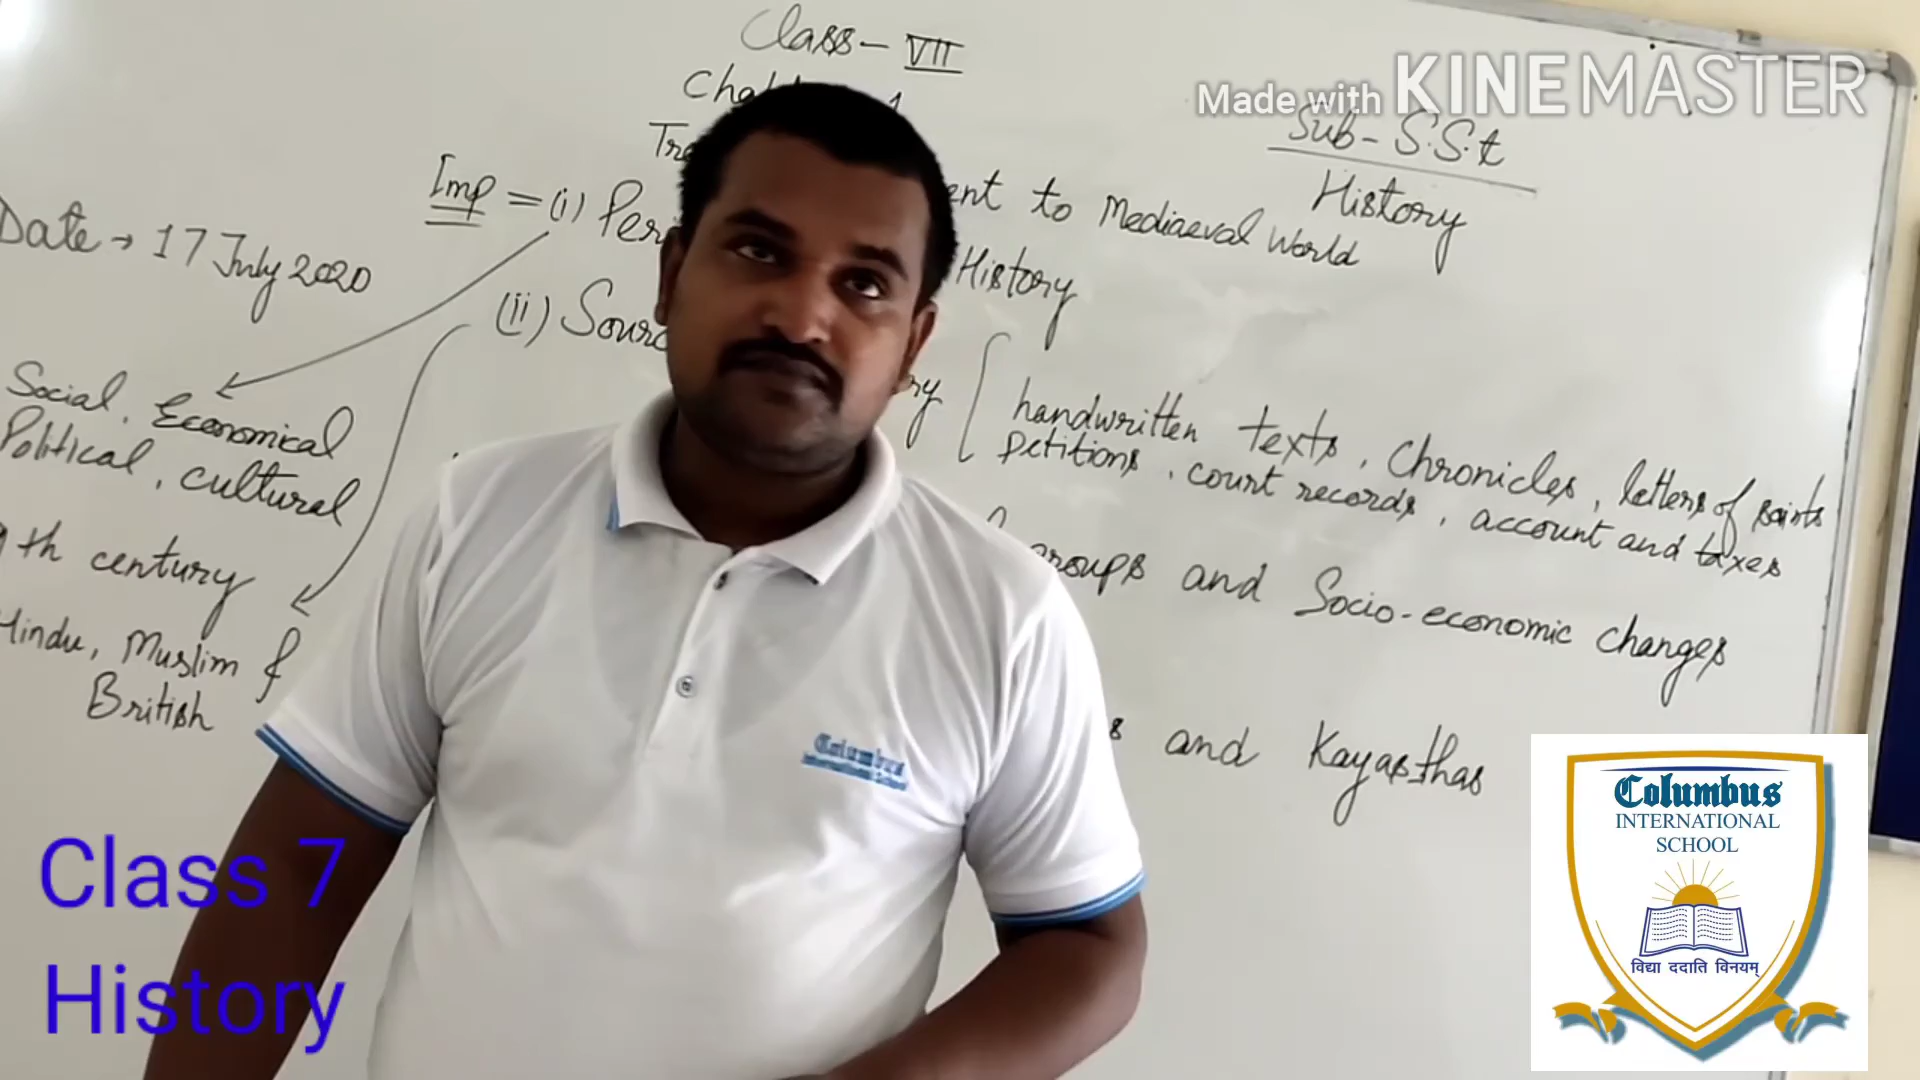 Class - VII
Made with KINEMASTER
Sub - S.S.t
History
ent to Mediaeval World
Imp = (i)
History
Date → 17 July 2020
(ii)
handwritten texts, Chronicles, letters of saints
petitions, court records, account and taxes
Social, Economical
Political, cultural
th century
Hindu, Muslim &
British
groups and Socio-economic changes
and Kayasthas
Columbus
Class 7
History
Columbus
INTERNATIONAL
SCHOOL
विद्या ददाति विनयम्